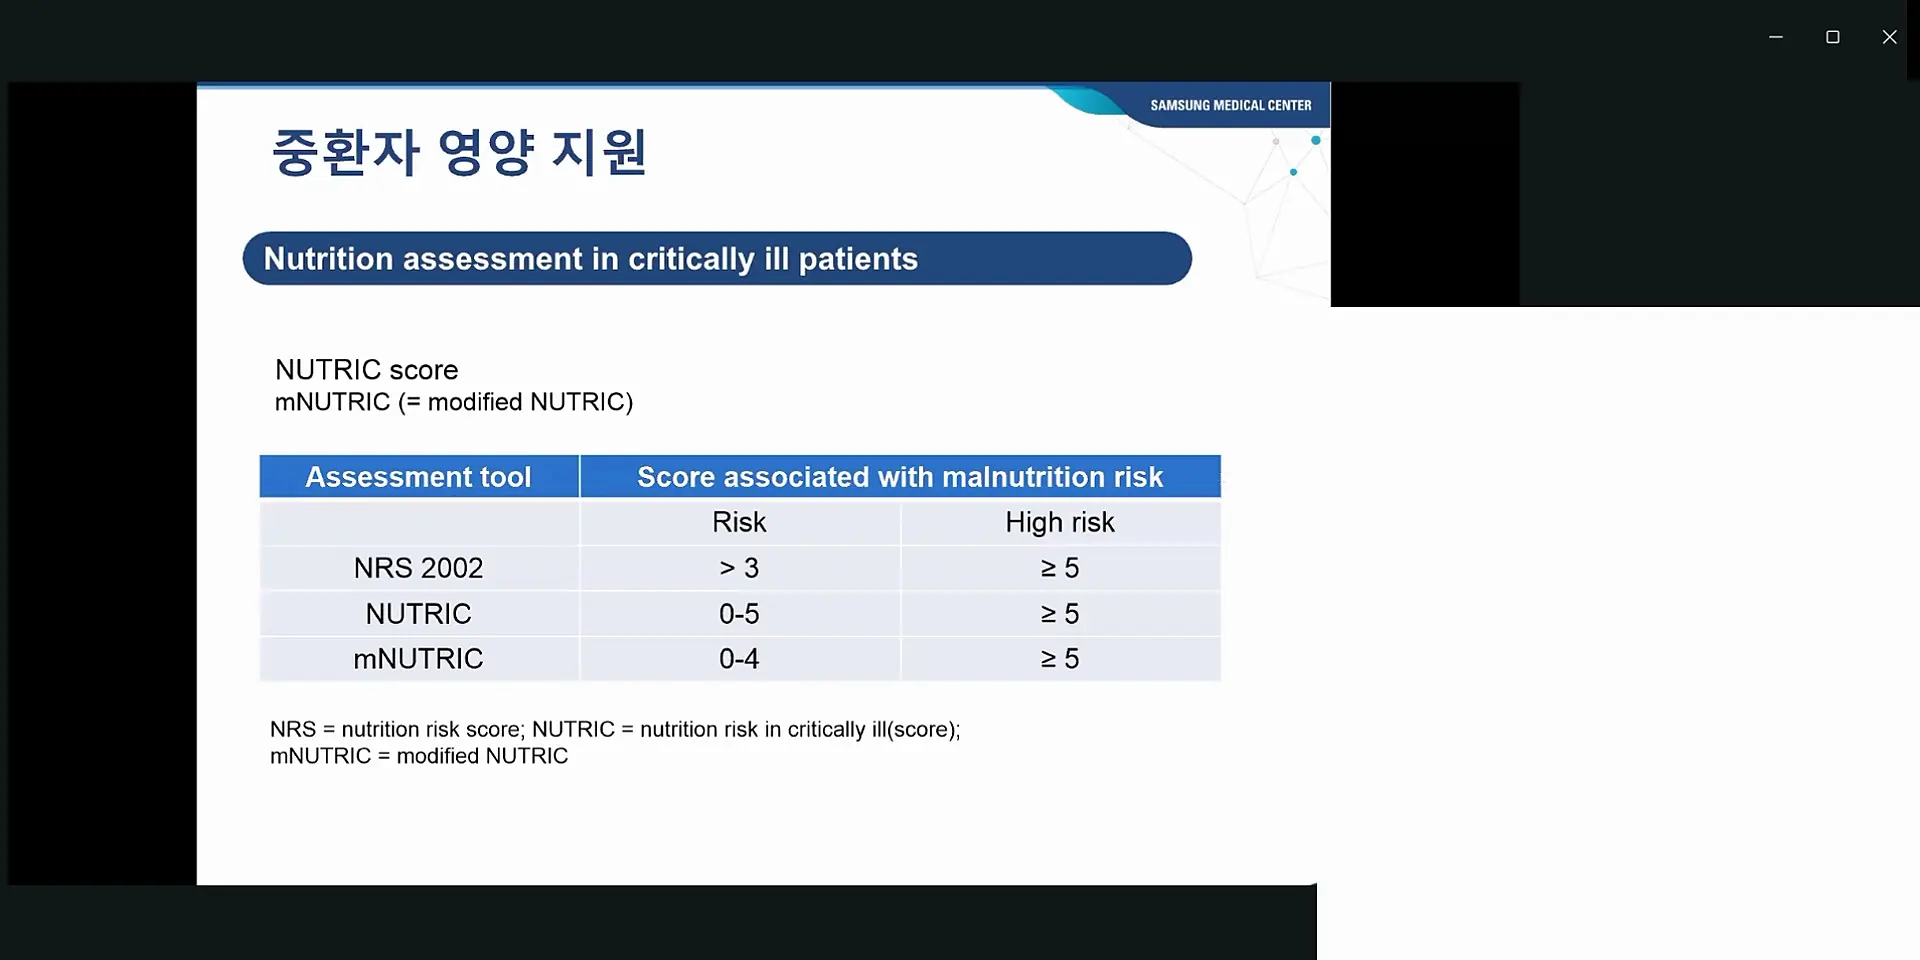 SAMSUNG MEDICAL CENTER
중환자 영양 지원
Nutrition assessment in critically ill patients
NUTRIC score
mNUTRIC (= modified NUTRIC)
Assessment tool Score associated with malnutrition risk
Risk High risk
NRS 2002 > 3 ≥ 5
NUTRIC 0-5 ≥ 5
mNUTRIC 0-4 ≥ 5
NRS = nutrition risk score; NUTRIC = nutrition risk in critically ill(score);
mNUTRIC = modified NUTRIC